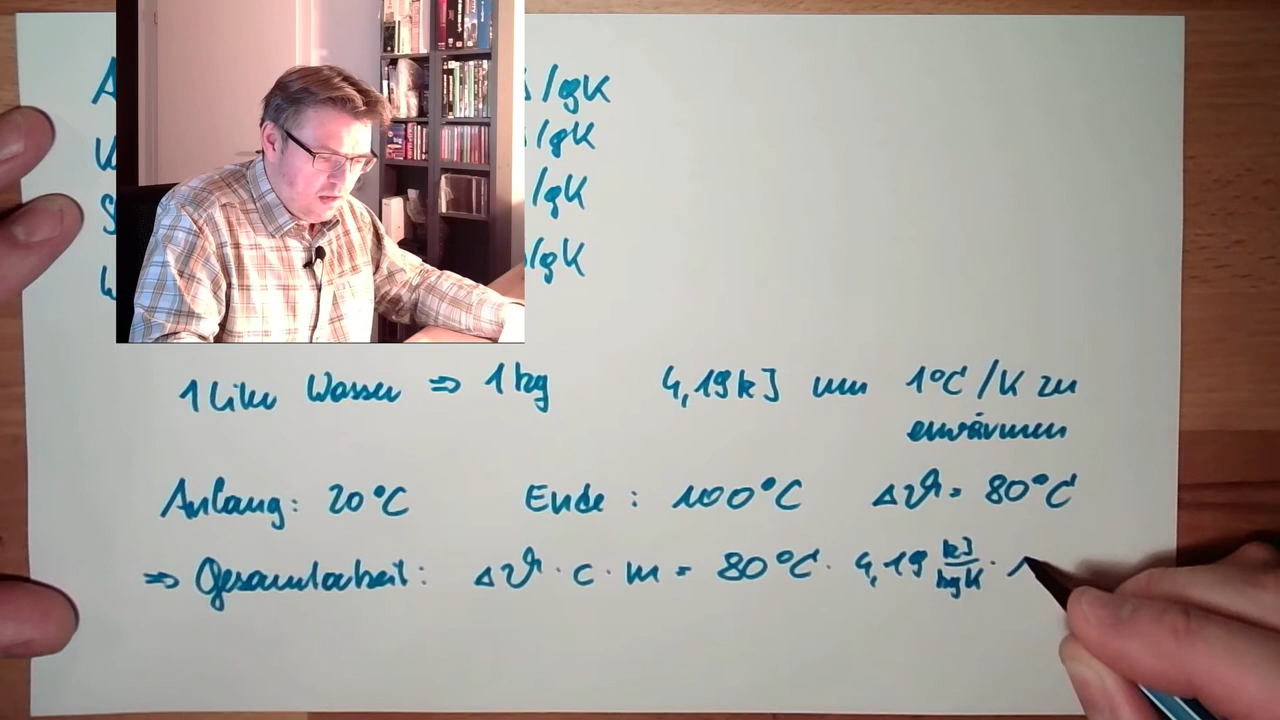 /gK
/gK
/gK
/gK
1 Liter Wasser ⇒ 1 kg 4,19 kJ um 1°C/K zu
erwärmen
Anfang: 20°C Ende: 100°C Δϑ = 80°C
⇒ Gesamtarbeit: Δϑ · c · m = 80°C · 4,19 kJ/kgK · 1